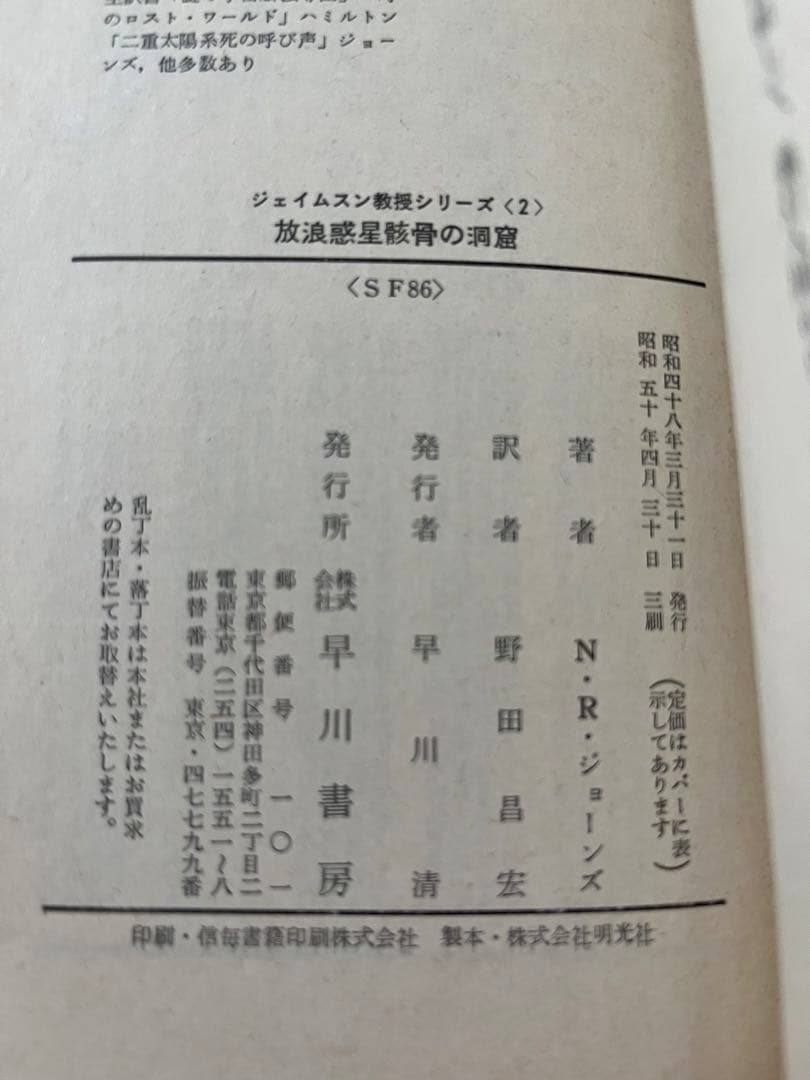 のロスト・ワールド」ハミルトン
「二重太陽系死の呼び声」ジョー
ンズ，他多数あり
ジェイムスン教授シリーズ〈2〉
放浪惑星骸骨の洞窟
〈ＳＦ86〉
昭和四十八年三月三十一日　発行
昭和　五十　年四月　三十　日　三刷
（定価はカバーに表
示してあります）
著者　N・R・ジョーンズ
訳者　野田昌宏
発行者　早川清
発行所　株式会社　早川書房
郵便番号　一〇一
東京都千代田区神田多町二丁目二
電話東京（二五四）一五五一〜八
振替番号　東京・四七七九九番
乱丁本・落丁本は本社またはお買求
めの書店にてお取替えいたします。
印刷・信毎書籍印刷株式会社　製本・株式会社明光社